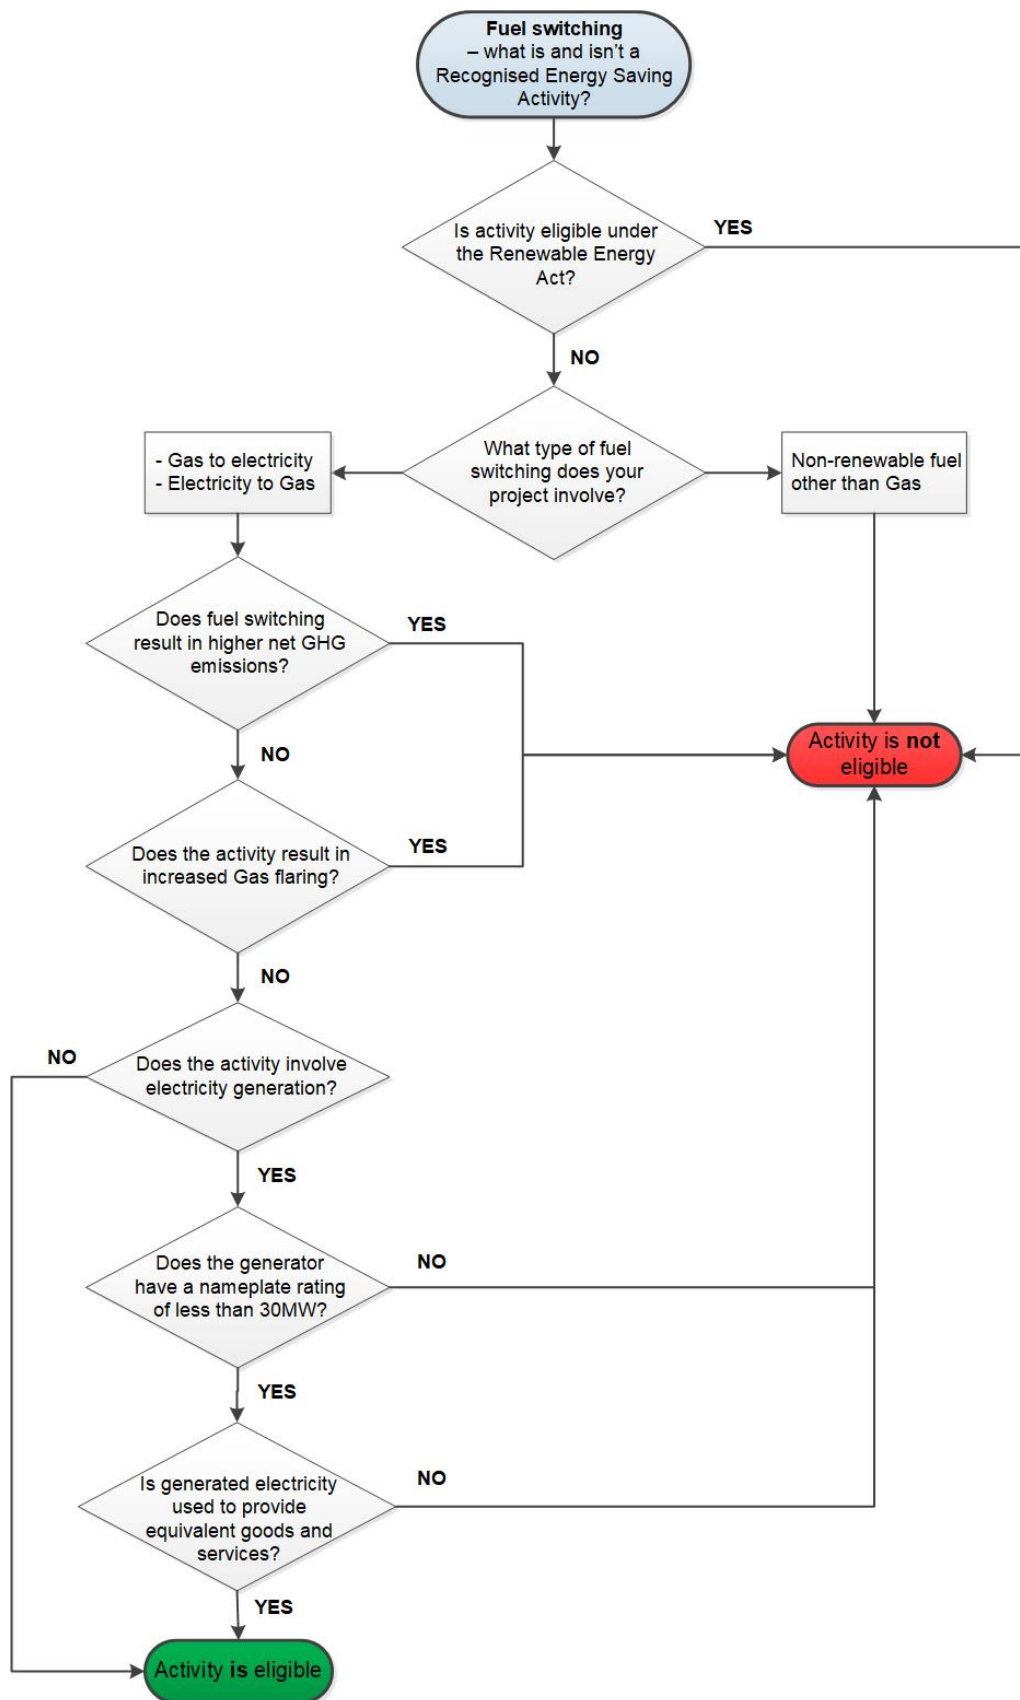 Fuel switching
– what is and isn't a
Recognised Energy Saving
Activity?
Is activity eligible under
the Renewable Energy
Act?
YES
NO
What type of fuel
switching does your
project involve?
- Gas to electricity
- Electricity to Gas
Non-renewable fuel
other than Gas
Does fuel switching
result in higher net GHG
emissions?
YES
NO
Activity is not
eligible
Does the activity result in
increased Gas flaring?
YES
NO
Does the activity involve
electricity generation?
NO
YES
Does the generator
have a nameplate rating
of less than 30MW?
NO
YES
Is generated electricity
used to provide
equivalent goods and
services?
NO
YES
Activity is eligible